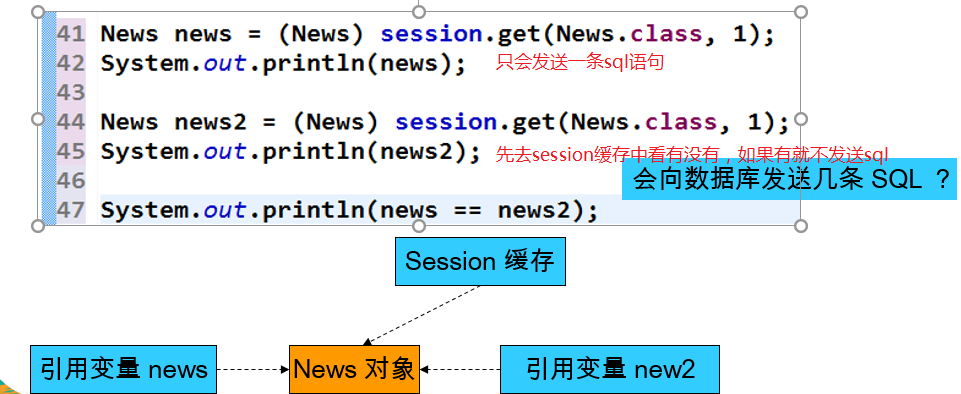 41 News news = (News) session.get(News.class, 1);
42 System.out.println(news); 只会发送一条sql语句
43
44 News news2 = (News) session.get(News.class, 1);
45 System.out.println(news2); 先去session缓存中看有没有，如果有就不发送sql
46 会向数据库发送几条 SQL ？
47 System.out.println(news == news2);
Session 缓存
引用变量 news News 对象 引用变量 new2